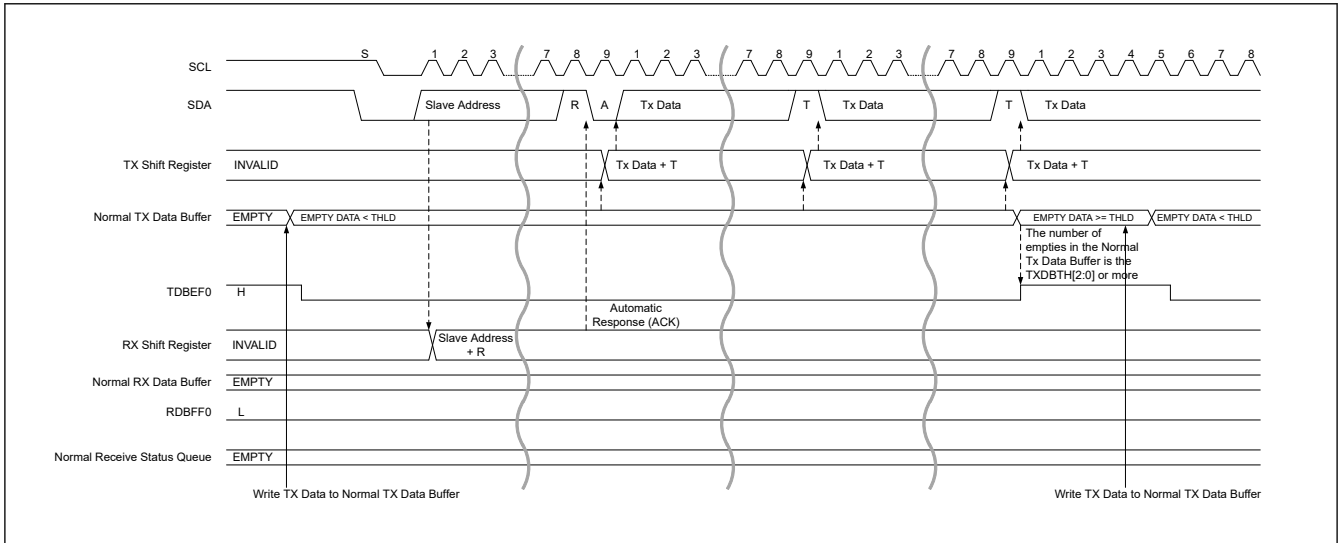 S 1 2 3 7 8 9 1 2 3 7 8 9 1 2 3 7 8 9 1 2 3 4 5 6 7 8
SCL
SDA Slave Address R A Tx Data T Tx Data T Tx Data
TX Shift Register INVALID Tx Data + T Tx Data + T Tx Data + T
Normal TX Data Buffer EMPTY EMPTY DATA < THLD EMPTY DATA >= THLD EMPTY DATA < THLD
The number of
empties in the Normal
Tx Data Buffer is the
TXDBTH[2:0] or more
TDBEF0 H
Automatic
Response (ACK)
RX Shift Register INVALID Slave Address
+ R
Normal RX Data Buffer EMPTY
RDBFF0 L
Normal Receive Status Queue EMPTY
Write TX Data to Normal TX Data Buffer Write TX Data to Normal TX Data Buffer